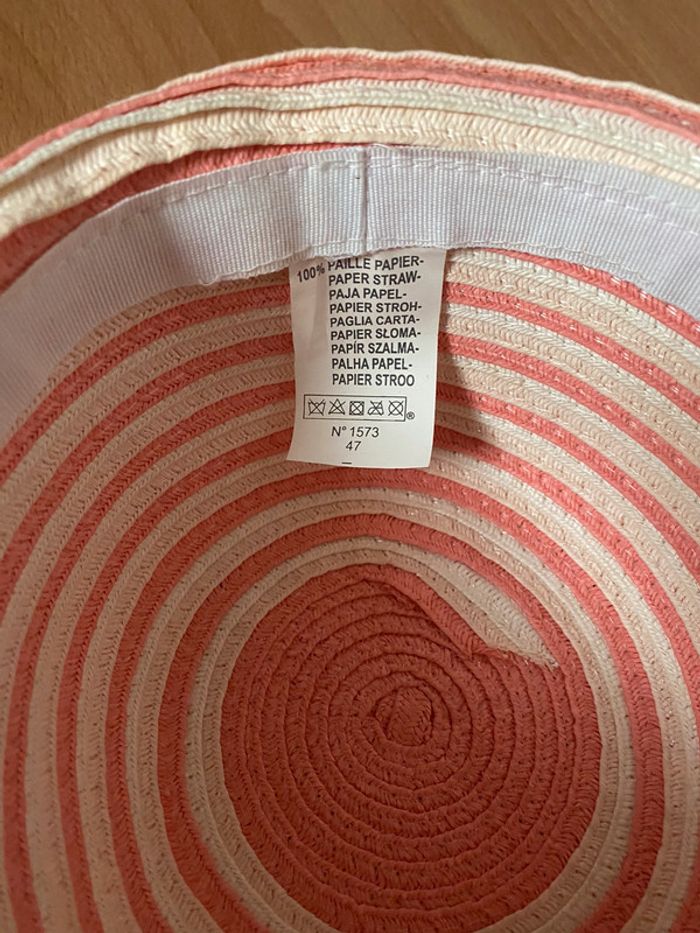 100% PAILLE PAPIER-
PAPER STRAW-
PAJA PAPEL-
PAPIER STROH-
PAGLIA CARTA-
PAPIER SŁOMA-
PAPÍR SZALMA-
PALHA PAPEL-
PAPIER STROO
®
N° 1573
47